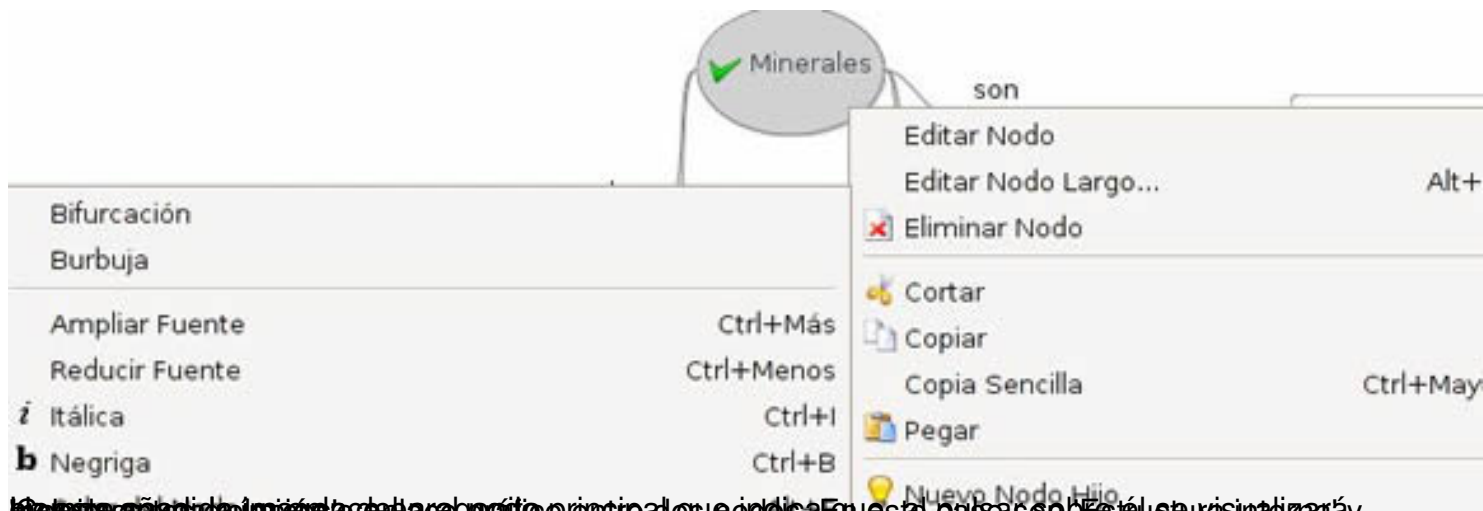 Minerales
son
Bifurcación
Burbuja
Ampliar Fuente Ctrl+Más
Reducir Fuente Ctrl+Menos
i Itálica Ctrl+I
b Negriga Ctrl+B
Editar Nodo
Editar Nodo Largo... Alt+
Eliminar Nodo
Cortar
Copiar
Copia Sencilla Ctrl+May
Pegar
Nuevo Nodo Hijo